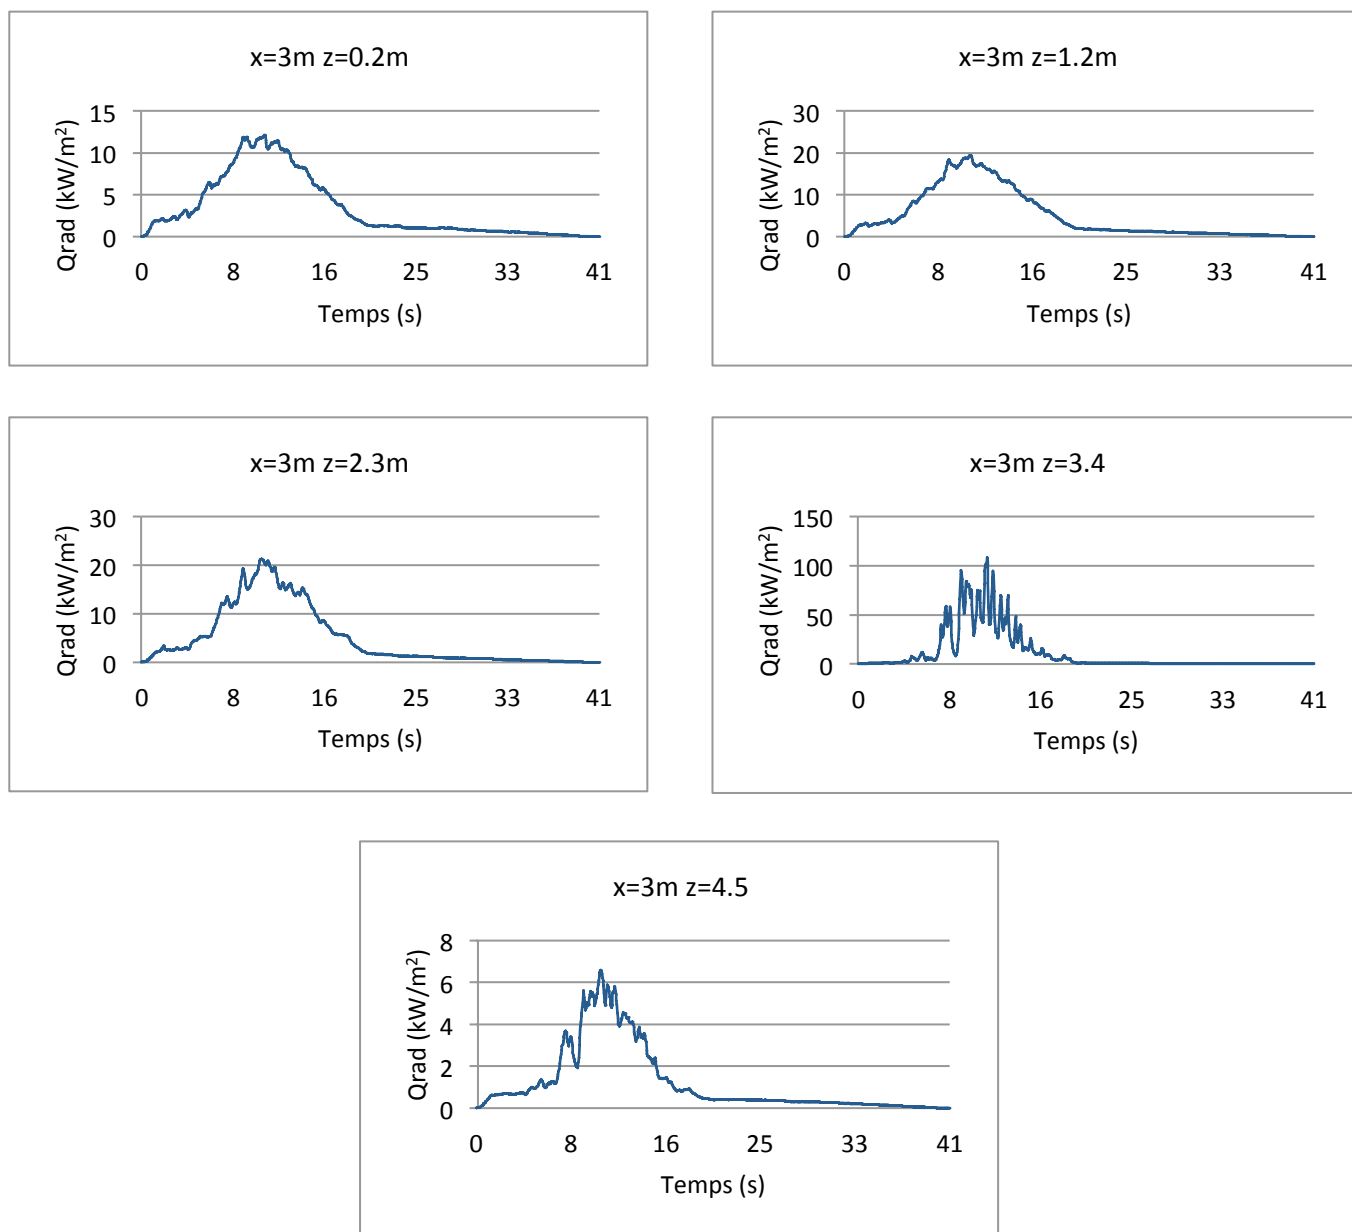 x=3m z=0.2m
Qrad (kW/m²)
15
10
5
0
0 8 16 25 33 41
Temps (s)
x=3m z=1.2m
Qrad (kW/m²)
30
20
10
0
0 8 16 25 33 41
Temps (s)
x=3m z=2.3m
Qrad (kW/m²)
30
20
10
0
0 8 16 25 33 41
Temps (s)
x=3m z=3.4
Qrad (kW/m²)
150
100
50
0
0 8 16 25 33 41
Temps (s)
x=3m z=4.5
Qrad (kW/m²)
8
6
4
2
0
0 8 16 25 33 41
Temps (s)